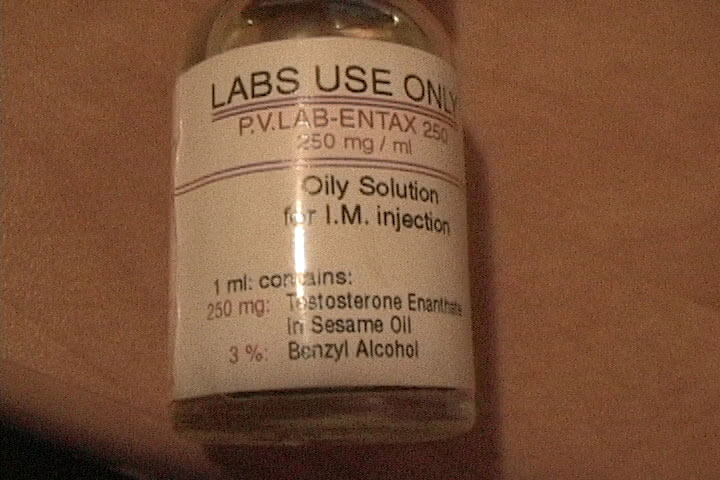 LABS USE ONLY
P.V.LAB-ENTAX 250
250 mg / ml
Oily Solution
for I.M. injection
1 ml: contains:
250 mg: Testosterone Enanthate
In Sesame Oil
3 %: Benzyl Alcohol